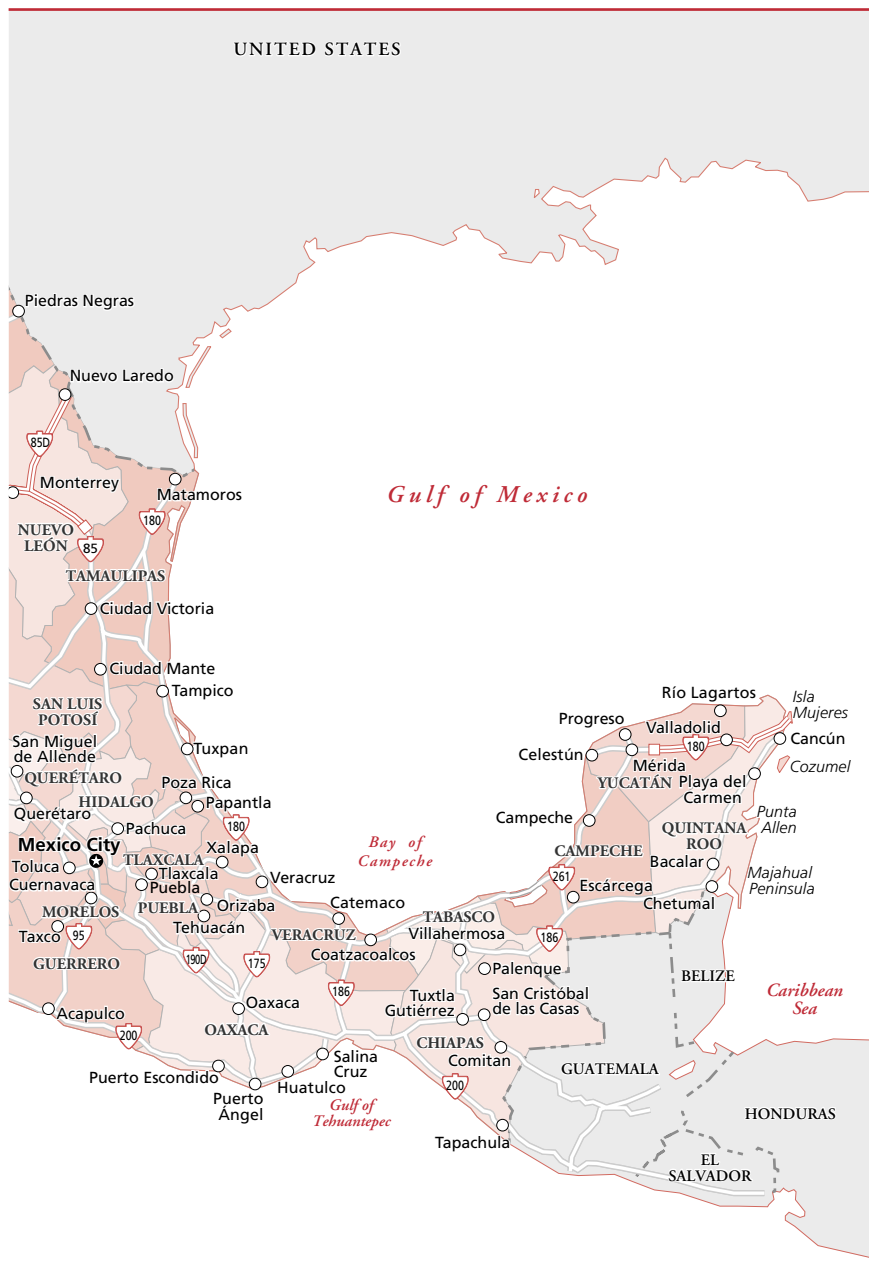 UNITED STATES
Piedras Negras
Nuevo Laredo
85D
Monterrey
Matamoros
Gulf of Mexico
180
NUEVO
LEÓN
85
TAMAULIPAS
Ciudad Victoria
Ciudad Mante
Tampico
Río Lagartos
Isla
Mujeres
SAN LUIS
POTOSÍ
Progreso
Valladolid
180
Cancún
San Miguel
de Allende
Tuxpan
Celestún
Mérida
Cozumel
QUERÉTARO
YUCATÁN
Playa del
Carmen
Poza Rica
HIDALGO
Papantla
Querétaro
Campeche
Punta
Allen
180
Pachuca
QUINTANA
ROO
Mexico City
Xalapa
Bay of
Campeche
CAMPECHE
TLAXCALA
Bacalar
Toluca
Tlaxcala
261
Majahual
Peninsula
Cuernavaca
Puebla
Veracruz
Escárcega
Chetumal
MORELOS
PUEBLA
Orizaba
Catemaco
TABASCO
Tehuacán
Taxco
95
VERACRUZ
Villahermosa
186
Coatzacoalcos
GUERRERO
190D
175
Palenque
BELIZE
186
Caribbean
Sea
Oaxaca
Tuxtla
Gutiérrez
San Cristóbal
de las Casas
Acapulco
OAXACA
200
CHIAPAS
Comitan
Salina
Cruz
GUATEMALA
Puerto Escondido
Huatulco
200
Puerto
Ángel
Gulf of
Tehuantepec
HONDURAS
Tapachula
EL
SALVADOR